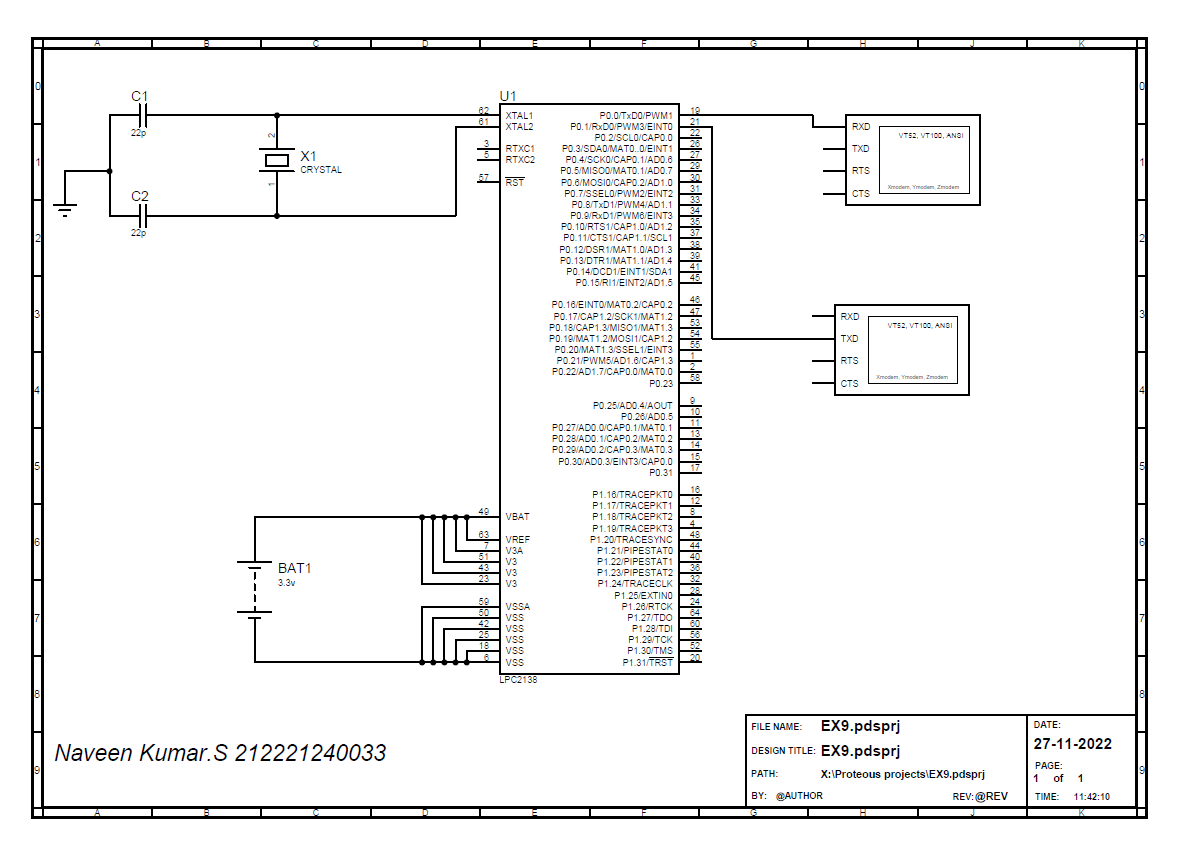 A B C D E F G H J K
0 0
1 1
2 2
3 3
4 4
5 5
6 6
7 7
8 8
9 9
C1
22p
C2
22p
2
X1
CRYSTAL
1
U1
62 XTAL1
61 XTAL2
3 RTXC1
5 RTXC2
57 RST
P0.0/TxD0/PWM1 19
P0.1/RxD0/PWM3/EINT0 21
P0.2/SCL0/CAP0.0 22
P0.3/SDA0/MAT0..0/EINT1 26
P0.4/SCK0/CAP0.1/AD0.6 27
P0.5/MISO0/MAT0.1/AD0.7 29
P0.6/MOSI0/CAP0.2/AD1.0 30
P0.7/SSEL0/PWM2/EINT2 31
P0.8/TxD1/PWM4/AD1.1 33
P0.9/RxD1/PWM6/EINT3 34
P0.10/RTS1/CAP1.0/AD1.2 35
P0.11/CTS1/CAP1.1/SCL1 37
P0.12/DSR1/MAT1.0/AD1.3 38
P0.13/DTR1/MAT1.1/AD1.4 39
P0.14/DCD1/EINT1/SDA1 41
P0.15/RI1/EINT2/AD1.5 45
P0.16/EINT0/MAT0.2/CAP0.2 46
P0.17/CAP1.2/SCK1/MAT1.2 47
P0.18/CAP1.3/MISO1/MAT1.3 53
P0.19/MAT1.2/MOSI1/CAP1.2 54
P0.20/MAT1.3/SSEL1/EINT3 55
P0.21/PWM5/AD1.6/CAP1.3 1
P0.22/AD1.7/CAP0.0/MAT0.0 2
P0.23 58
P0.25/AD0.4/AOUT 9
P0.26/AD0.5 10
P0.27/AD0.0/CAP0.1/MAT0.1 11
P0.28/AD0.1/CAP0.2/MAT0.2 13
P0.29/AD0.2/CAP0.3/MAT0.3 14
P0.30/AD0.3/EINT3/CAP0.0 15
P0.31 17
P1.16/TRACEPKT0 16
P1.17/TRACEPKT1 12
P1.18/TRACEPKT2 8
P1.19/TRACEPKT3 4
P1.20/TRACESYNC 48
P1.21/PIPESTAT0 44
P1.22/PIPESTAT1 40
P1.23/PIPESTAT2 36
P1.24/TRACECLK 32
P1.25/EXTIN0 28
P1.26/RTCK 24
P1.27/TDO 64
P1.28/TDI 60
P1.29/TCK 56
P1.30/TMS 52
P1.31/TRST 20
49 VBAT
63 VREF
7 V3A
51 V3
43 V3
23 V3
59 VSSA
50 VSS
42 VSS
25 VSS
18 VSS
6 VSS
LPC2138
BAT1
3.3v
RXD
TXD
RTS
CTS
VT52, VT100, ANSI
Xmodem, Ymodem, Zmodem
RXD
TXD
RTS
CTS
VT52, VT100, ANSI
Xmodem, Ymodem, Zmodem
Naveen Kumar.S 212221240033
FILE NAME: EX9.pdsprj
DESIGN TITLE: EX9.pdsprj
PATH: X:\Proteous projects\EX9.pdsprj
BY: @AUTHOR REV:@REV
DATE:
27-11-2022
PAGE:
1 of 1
TIME: 11:42:10
A B C D E F G H J K